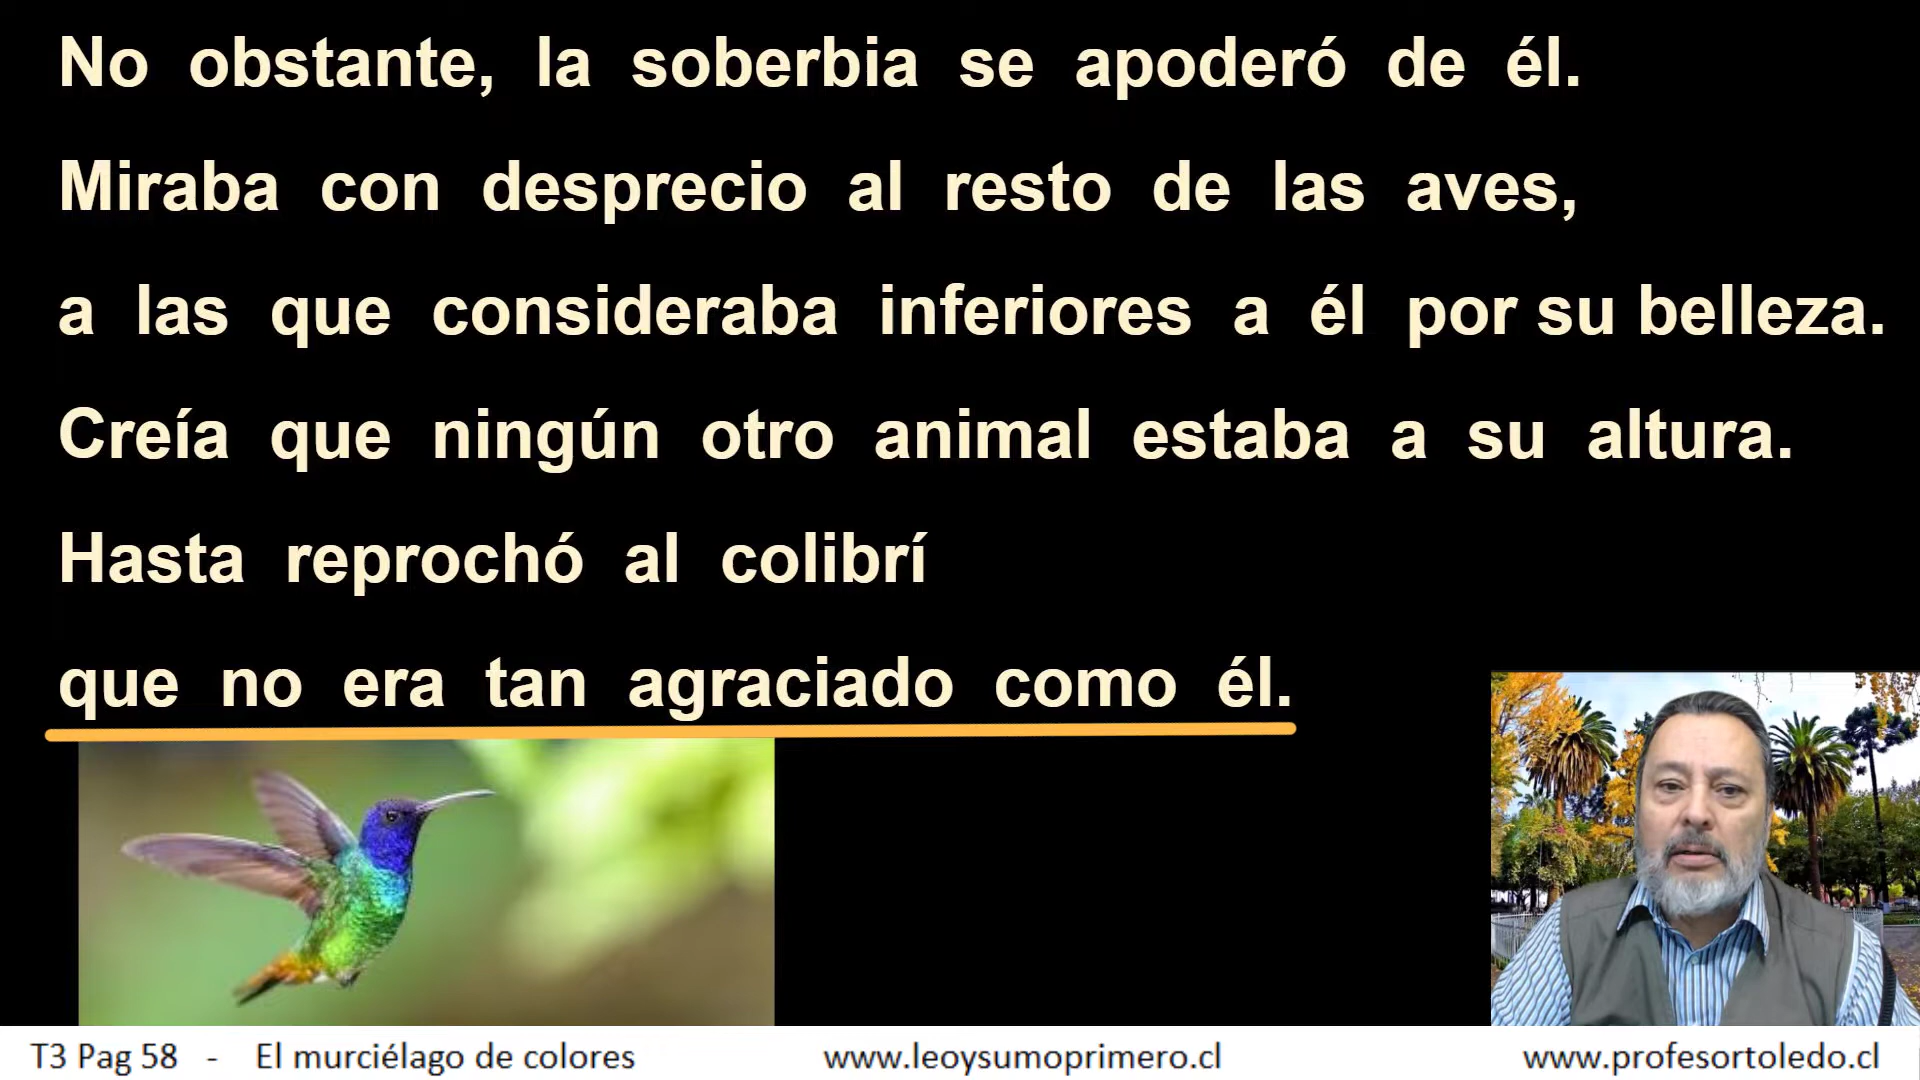 No obstante, la soberbia se apoderó de él.
Miraba con desprecio al resto de las aves,
a las que consideraba inferiores a él por su belleza.
Creía que ningún otro animal estaba a su altura.
Hasta reprochó al colibrí
que no era tan agraciado como él.
T3 Pag 58 - El murciélago de colores www.leoysumoprimero.cl www.profesortoledo.cl